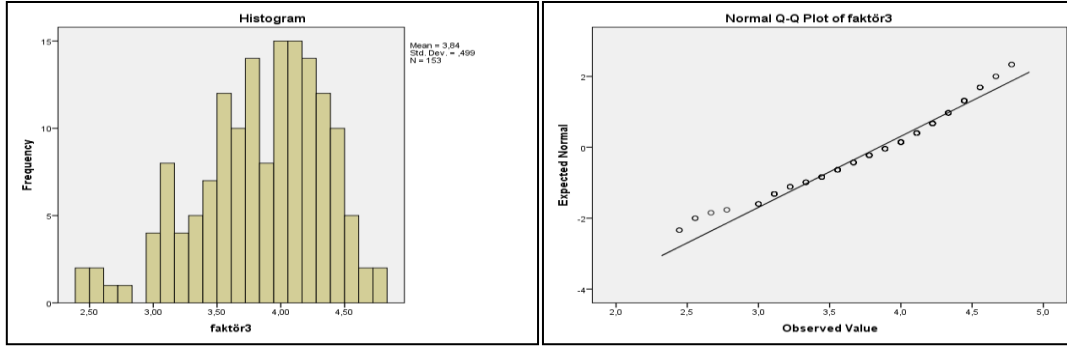 Histogram
Mean = 3,84
Std. Dev. = ,499
N = 153
15
10
5
0
Frequency
2,50 3,00 3,50 4,00 4,50
faktör3
Normal Q-Q Plot of faktör3
2
0
-2
-4
Expected Normal
2,0 2,5 3,0 3,5 4,0 4,5 5,0
Observed Value